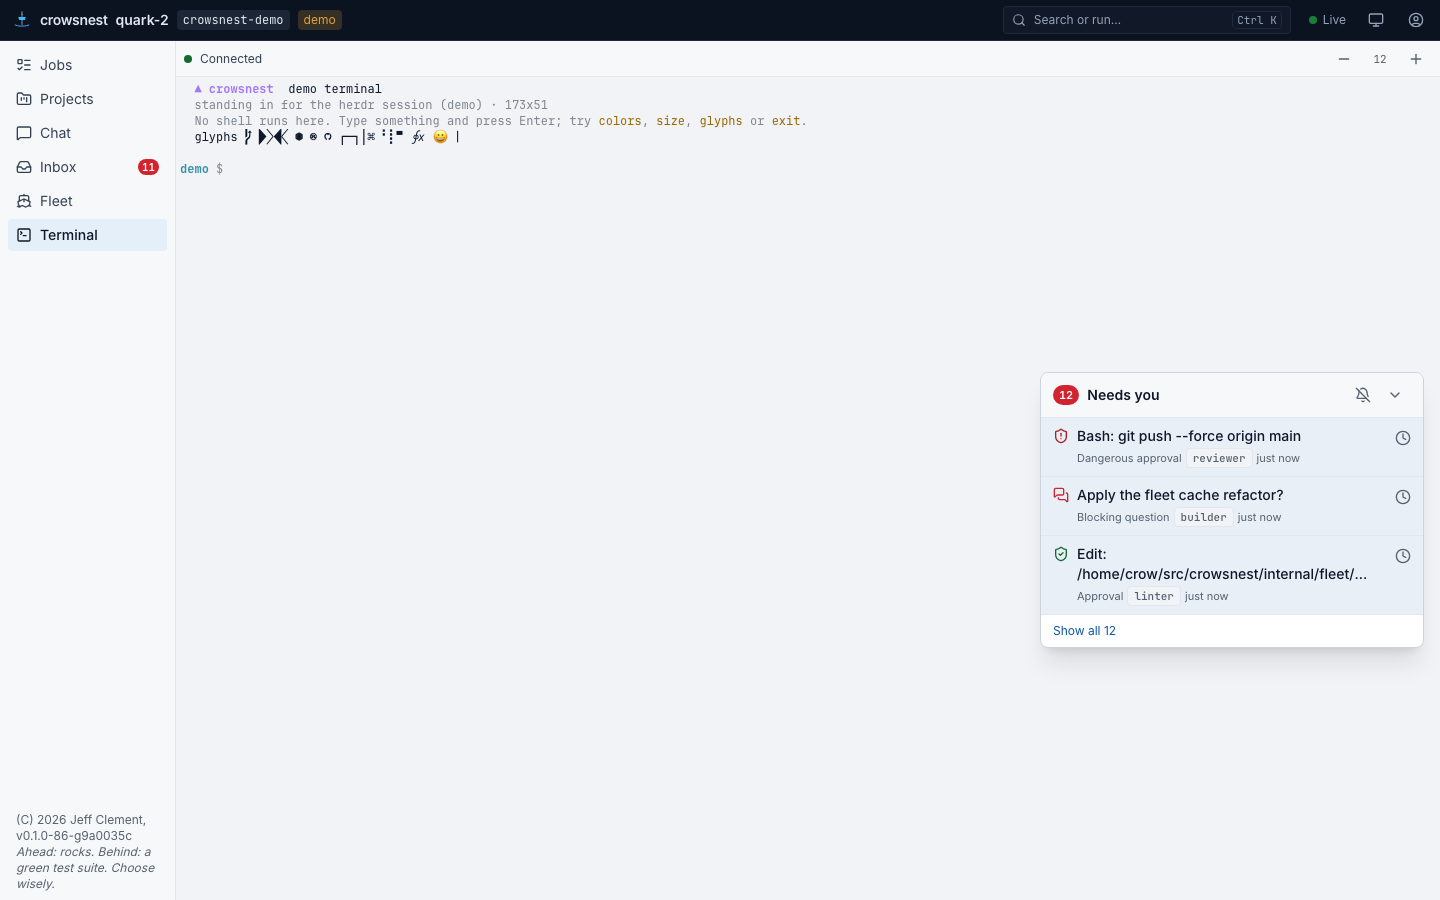 crowsnest quark-2 crowsnest-demo demo
Search or run... Ctrl K
Live
Jobs
Projects
Chat
Inbox 11
Fleet
Terminal
Connected
12
▲ crowsnest demo terminal
standing in for the herdr session (demo) · 173x51
No shell runs here. Type something and press Enter; try colors, size, glyphs or exit.
glyphs
demo $
12 Needs you
Bash: git push --force origin main
Dangerous approval reviewer just now
Apply the fleet cache refactor?
Blocking question builder just now
Edit:
/home/crow/src/crowsnest/internal/fleet/...
Approval linter just now
Show all 12
(C) 2026 Jeff Clement,
v0.1.0-86-g9a0035c
Ahead: rocks. Behind: a
green test suite. Choose
wisely.